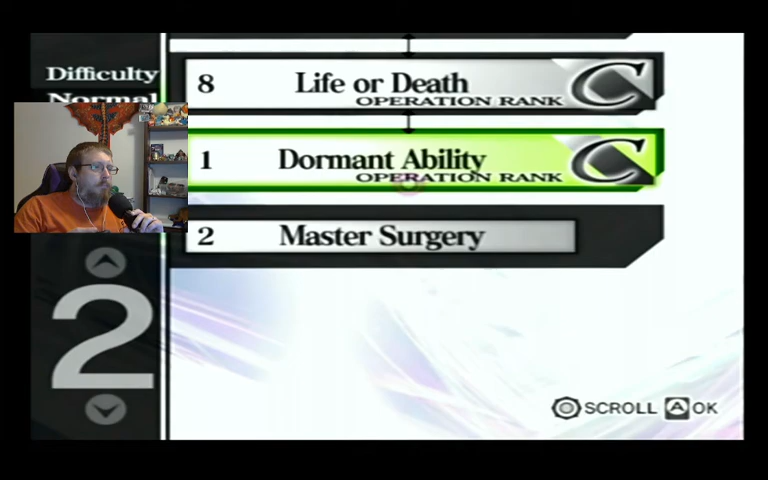 Difficulty
Normal
8 Life or Death
OPERATION RANK C
1 Dormant Ability
OPERATION RANK C
2 Master Surgery
2
SCROLL A OK